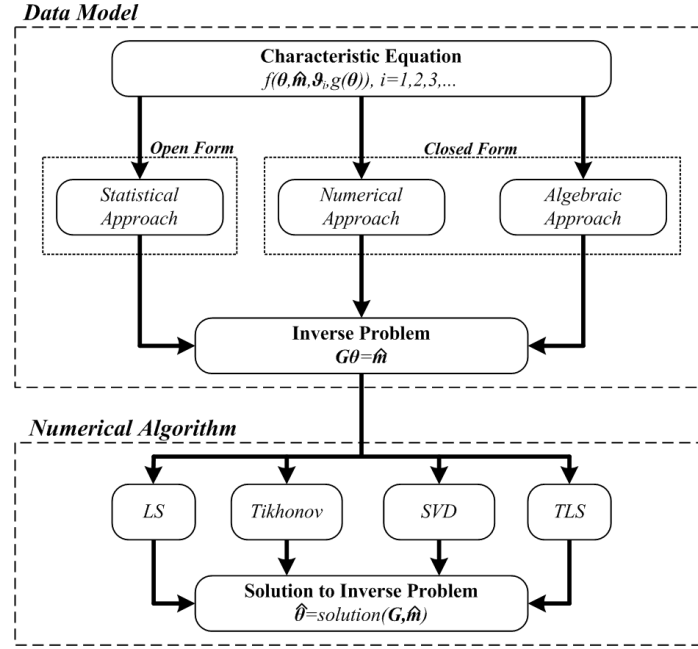 Data Model
Characteristic Equation
f(θ,m̂,ϑᵢ,g(θ)), i=1,2,3,...
Open Form
Closed Form
Statistical
Approach
Numerical
Approach
Algebraic
Approach
Inverse Problem
Gθ=m̂
Numerical Algorithm
LS
Tikhonov
SVD
TLS
Solution to Inverse Problem
θ̂=solution(G,m̂)